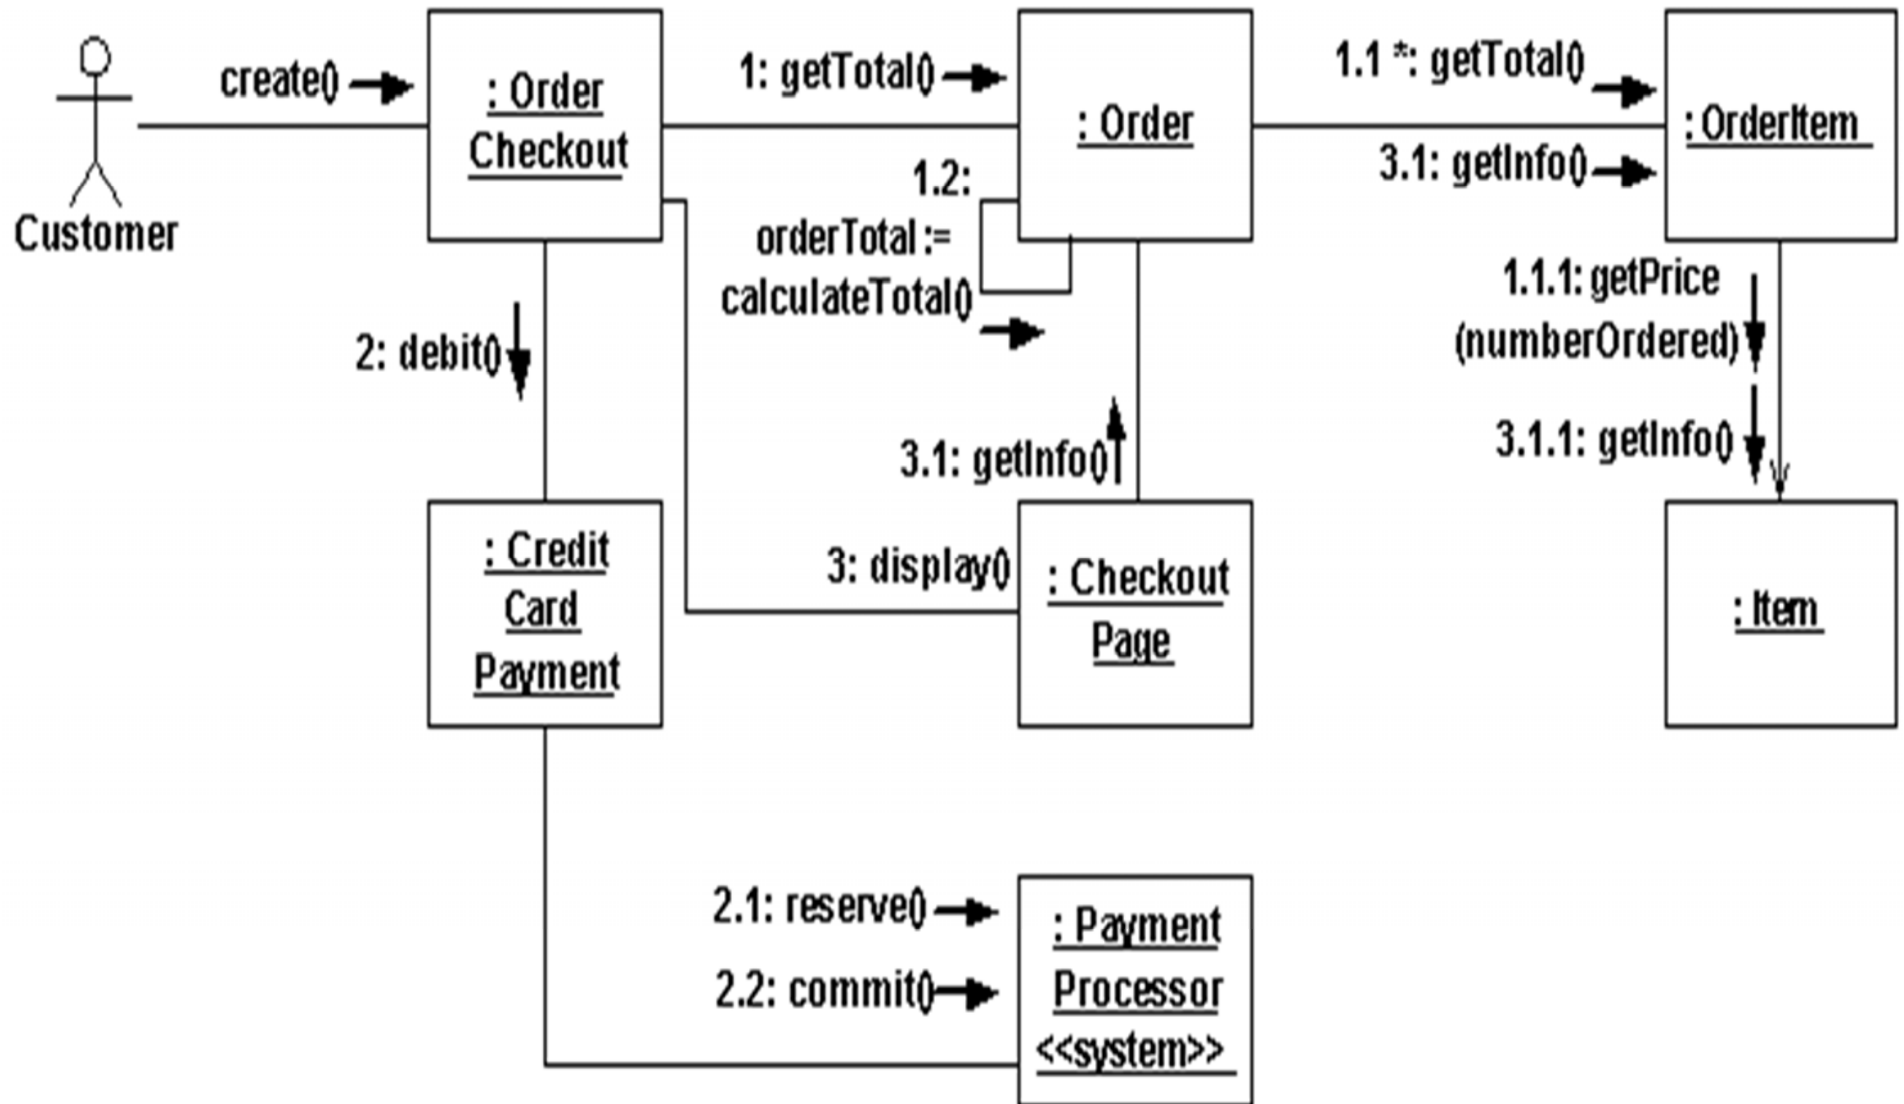 create()
: Order
Checkout
1: getTotal()
: Order
1.1 *: getTotal()
: OrderItem
3.1: getInfo()
Customer
1.2:
orderTotal :=
calculateTotal()
2: debit()
1.1.1: getPrice
(numberOrdered)
3.1: getInfo()
3.1.1: getInfo()
: Credit
Card
Payment
3: display()
: Checkout
Page
: Item
2.1: reserve()
2.2: commit()
: Payment
Processor
<<system>>